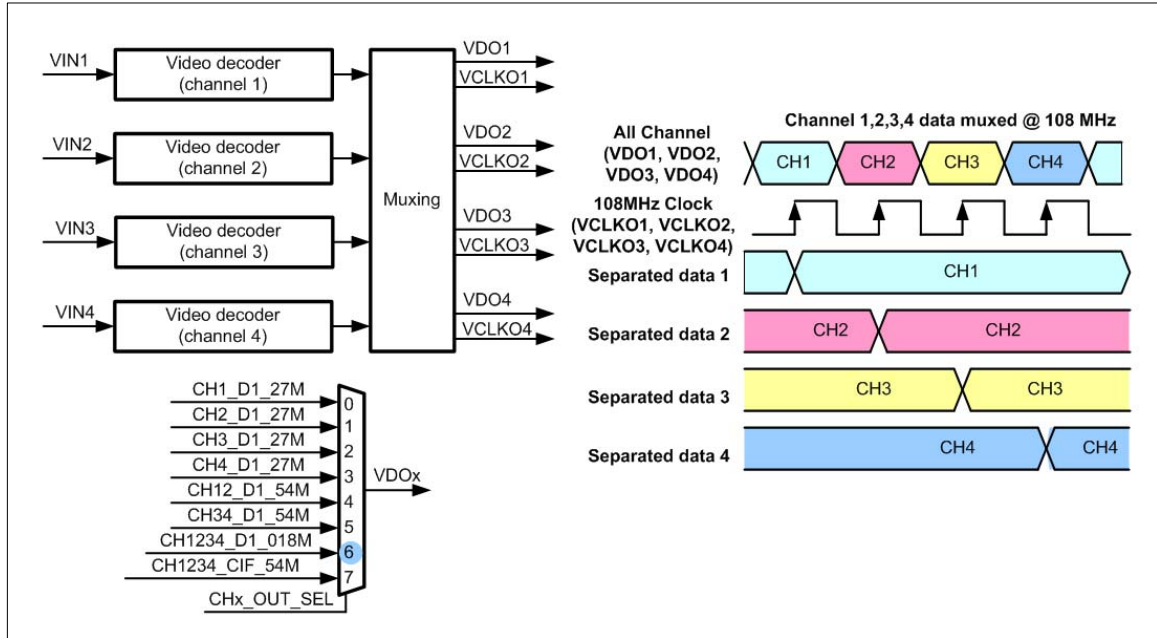 VIN1
Video decoder
(channel 1)
VDO1
VCLKO1
VIN2
Video decoder
(channel 2)
VDO2
VCLKO2
VIN3
Video decoder
(channel 3)
VDO3
VCLKO3
VIN4
Video decoder
(channel 4)
VDO4
VCLKO4
Muxing
CH1_D1_27M
0
CH2_D1_27M
1
CH3_D1_27M
2
CH4_D1_27M
3
CH12_D1_54M
4
CH34_D1_54M
5
CH1234_D1_018M
6
CH1234_CIF_54M
7
VDOx
CHx_OUT_SEL
Channel 1,2,3,4 data muxed @ 108 MHz
All Channel
(VDO1, VDO2,
VDO3, VDO4)
CH1 CH2 CH3 CH4
108MHz Clock
(VCLKO1, VCLKO2,
VCLKO3, VCLKO4)
Separated data 1
CH1
Separated data 2
CH2 CH2
Separated data 3
CH3 CH3
Separated data 4
CH4 CH4